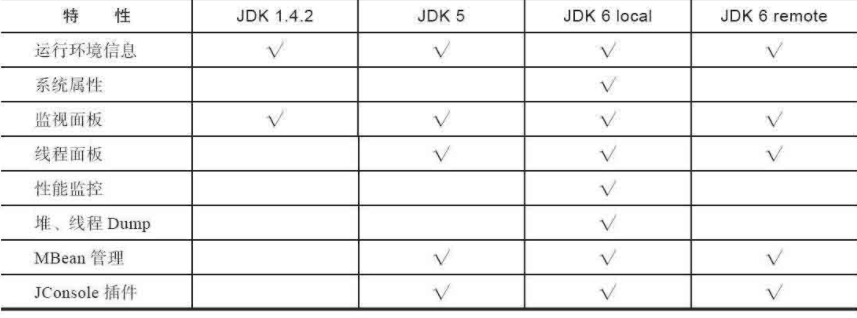 特 性 JDK 1.4.2 JDK 5 JDK 6 local JDK 6 remote
运行环境信息 √ √ √ √
系统属性 √
监视面板 √ √ √ √
线程面板 √ √ √
性能监控 √
堆、线程 Dump √
MBean 管理 √ √ √
JConsole 插件 √ √ √